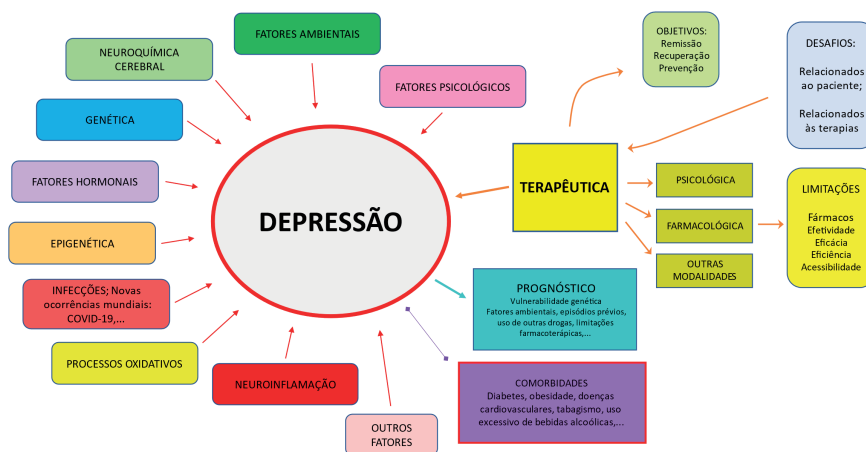 FATORES AMBIENTAIS
NEUROQUÍMICA
CEREBRAL
FATORES PSICOLÓGICOS
GENÉTICA
FATORES HORMONAIS
EPIGENÉTICA
INFECÇÕES; Novas
ocorrências mundiais:
COVID-19,...
PROCESSOS OXIDATIVOS
NEUROINFLAMAÇÃO
OUTROS
FATORES
DEPRESSÃO
OBJETIVOS:
Remissão
Recuperação
Prevenção
DESAFIOS:
Relacionados
ao paciente;
Relacionados
às terapias
TERAPÊUTICA
PSICOLÓGICA
FARMACOLÓGICA
OUTRAS
MODALIDADES
LIMITAÇÕES
Fármacos
Efetividade
Eficácia
Eficiência
Acessibilidade
PROGNÓSTICO
Vulnerabilidade genética
Fatores ambientais, episódios prévios,
uso de outras drogas, limitações
farmacoterápicas,...
COMORBIDADES
Diabetes, obesidade, doenças
cardiovasculares, tabagismo, uso
excessivo de bebidas alcoólicas,...